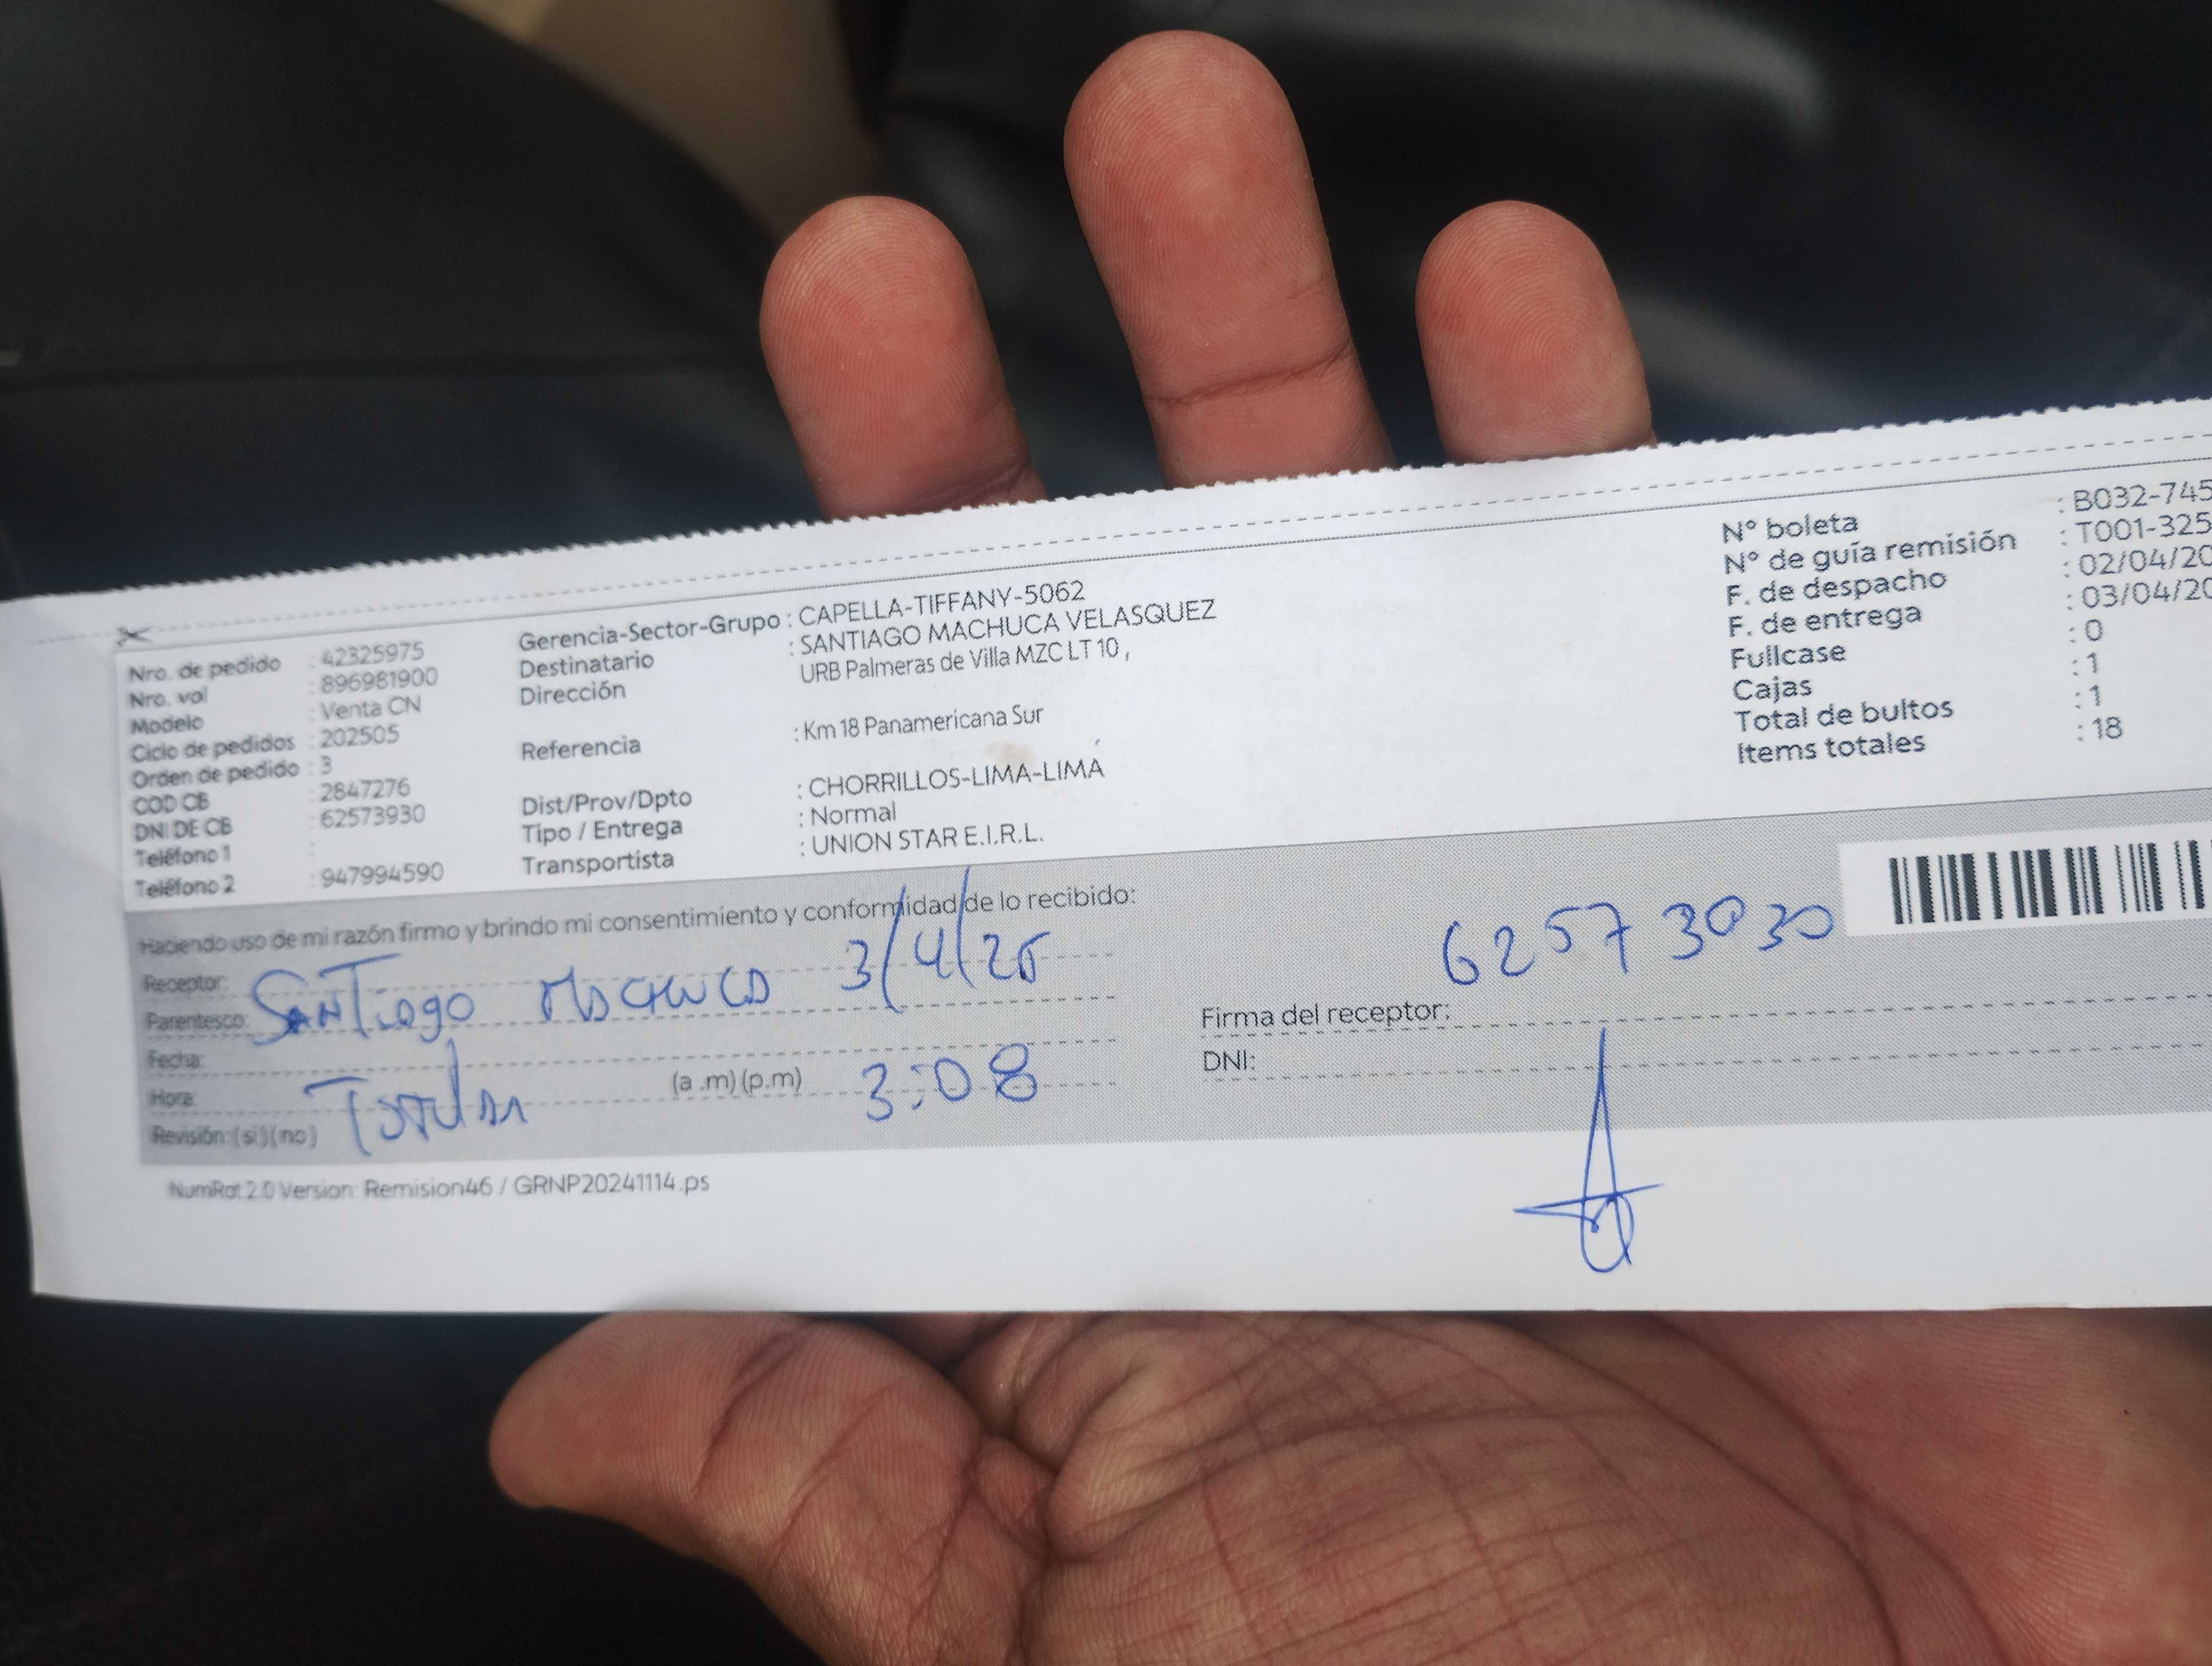 Nro. de pedido : 42325975
Nro. vol : 896981900
Modelo : Venta CN
Ciclo de pedidos : 202505
Orden de pedido : 3
COD CB : 2847276
DNI DE CB : 62573930
Teléfono 1 :
Teléfono 2 : 947994590
Gerencia-Sector-Grupo : CAPELLA-TIFFANY-5062
Destinatario : SANTIAGO MACHUCA VELASQUEZ
Dirección URB Palmeras de Villa MZC LT 10 ,
Referencia : Km 18 Panamericana Sur
Dist/Prov/Dpto : CHORRILLOS-LIMA-LIMA
Tipo / Entrega : Normal
Transportista : UNION STAR E.I.R.L.
N° boleta : B032-745
N° de guía remisión : T001-325
F. de despacho : 02/04/20
F. de entrega : 03/04/20
Fullcase : 0
Cajas : 1
Total de bultos : 1
Items totales : 18
Haciendo uso de mi razón firmo y brindo mi consentimiento y conformidad de lo recibido:
Receptor: Santiago Machuca 3/4/25
Parentesco:
Fecha:
Hora: (a .m) (p.m) 3:08
Revisión: (si) (no)
62573930
Firma del receptor:
DNI:
NumRot 2.0 Version: Remision46 / GRNP20241114.ps